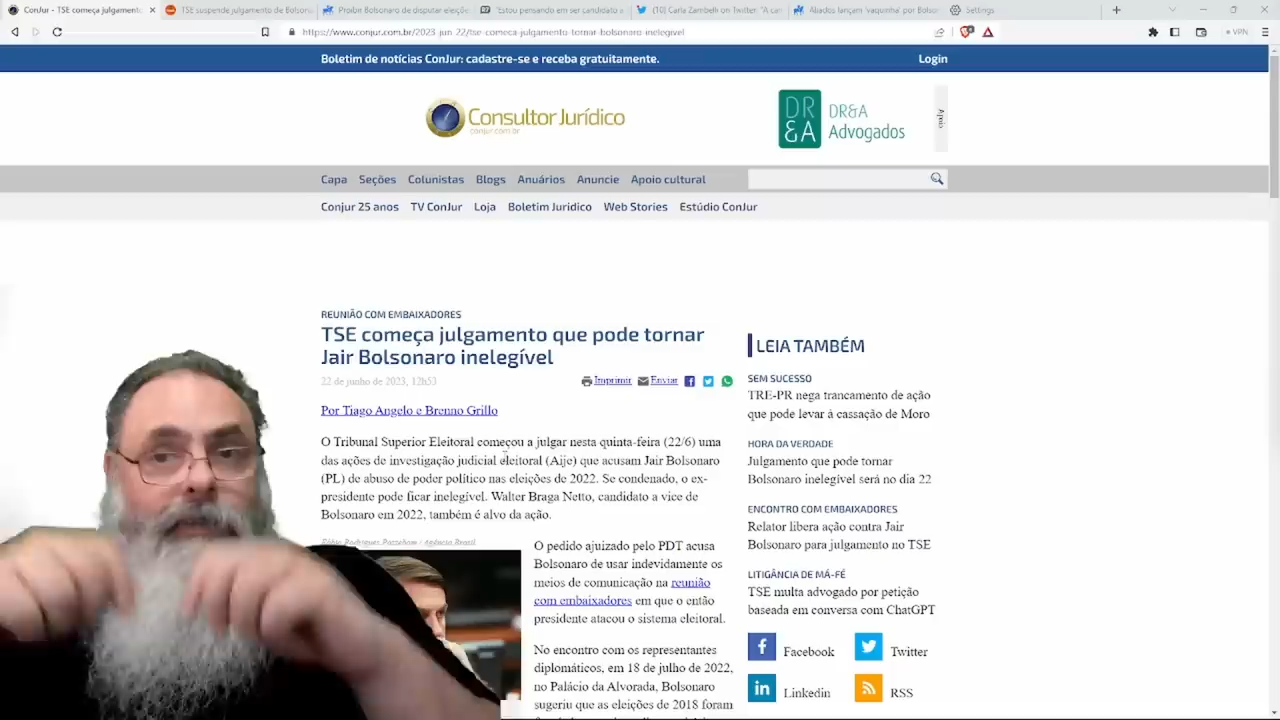 ConJur - TSE começa julgamento
TSE suspende julgamento de Bolsona
Proibir Bolsonaro de disputar eleiçõe
'Estou pensando em ser candidato a
(10) Carla Zambelli on Twitter: "A car
Aliados lançam 'vaquinha' por Bolson
Settings
https://www.conjur.com.br/2023-jun-22/tse-comeca-julgamento-tornar-bolsonaro-inelegivel
VPN
Boletim de notícias ConJur: cadastre-se e receba gratuitamente.
Login
Consultor Jurídico
conjur.com.br
DR&A
DR&A
Advogados
Apoio
Capa Seções Colunistas Blogs Anuários Anuncie Apoio cultural
Conjur 25 anos TV ConJur Loja Boletim Juridico Web Stories Estúdio ConJur
REUNIÃO COM EMBAIXADORES
TSE começa julgamento que pode tornar
Jair Bolsonaro inelegível
22 de junho de 2023, 12h53
Imprimir Enviar
Por Tiago Angelo e Brenno Grillo
O Tribunal Superior Eleitoral começou a julgar nesta quinta-feira (22/6) uma
das ações de investigação judicial eleitoral (Aije) que acusam Jair Bolsonaro
(PL) de abuso de poder político nas eleições de 2022. Se condenado, o ex-
presidente pode ficar inelegível. Walter Braga Netto, candidato a vice de
Bolsonaro em 2022, também é alvo da ação.
Fábio Rodrigues Pozzebom / Agência Brasil
O pedido ajuizado pelo PDT acusa
Bolsonaro de usar indevidamente os
meios de comunicação na reunião
com embaixadores em que o então
presidente atacou o sistema eleitoral.
No encontro com os representantes
diplomáticos, em 18 de julho de 2022,
no Palácio da Alvorada, Bolsonaro
sugeriu que as eleições de 2018 foram
LEIA TAMBÉM
SEM SUCESSO
TRE-PR nega trancamento de ação
que pode levar à cassação de Moro
HORA DA VERDADE
Julgamento que pode tornar
Bolsonaro inelegível será no dia 22
ENCONTRO COM EMBAIXADORES
Relator libera ação contra Jair
Bolsonaro para julgamento no TSE
LITIGÂNCIA DE MÁ-FÉ
TSE multa advogado por petição
baseada em conversa com ChatGPT
Facebook
Twitter
Linkedin
RSS